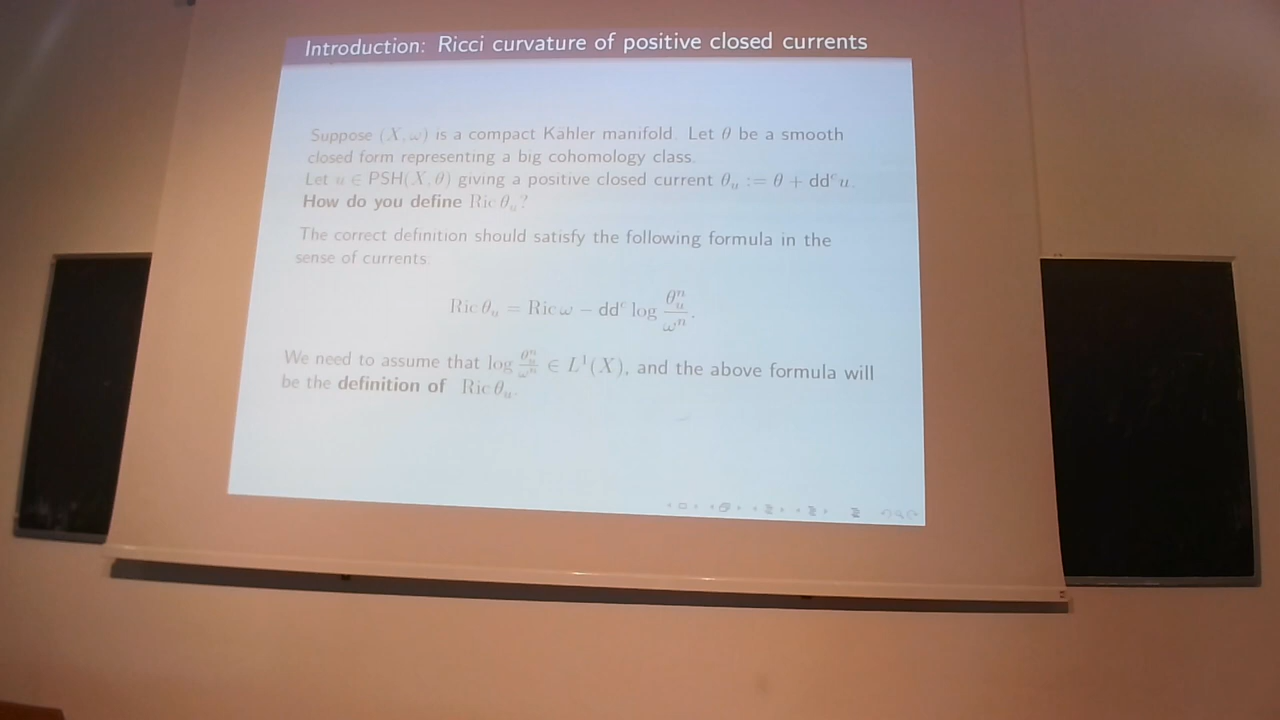 Introduction: Ricci curvature of positive closed currents
Suppose (X, ω) is a compact Kähler manifold. Let θ be a smooth
closed form representing a big cohomology class.
Let u ∈ PSH(X, θ) giving a positive closed current θ_u := θ + dd^c u.
How do you define Ric θ_u?
The correct definition should satisfy the following formula in the
sense of currents:
Ric θ_u = Ric ω − dd^c log θ_u^n / ω^n.
We need to assume that log θ_u^n / ω^n ∈ L^1(X), and the above formula will
be the definition of Ric θ_u.